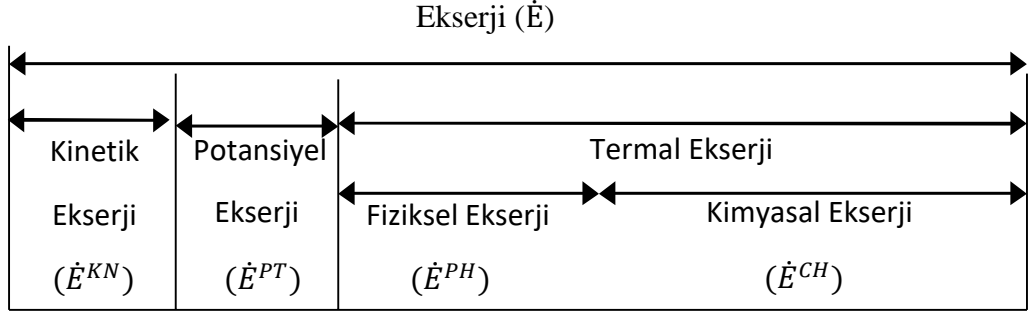 Ekserji (Ė)
Kinetik
Ekserji
(Ė^{KN})
Potansiyel
Ekserji
(Ė^{PT})
Termal Ekserji
Fiziksel Ekserji
(Ė^{PH})
Kimyasal Ekserji
(Ė^{CH})